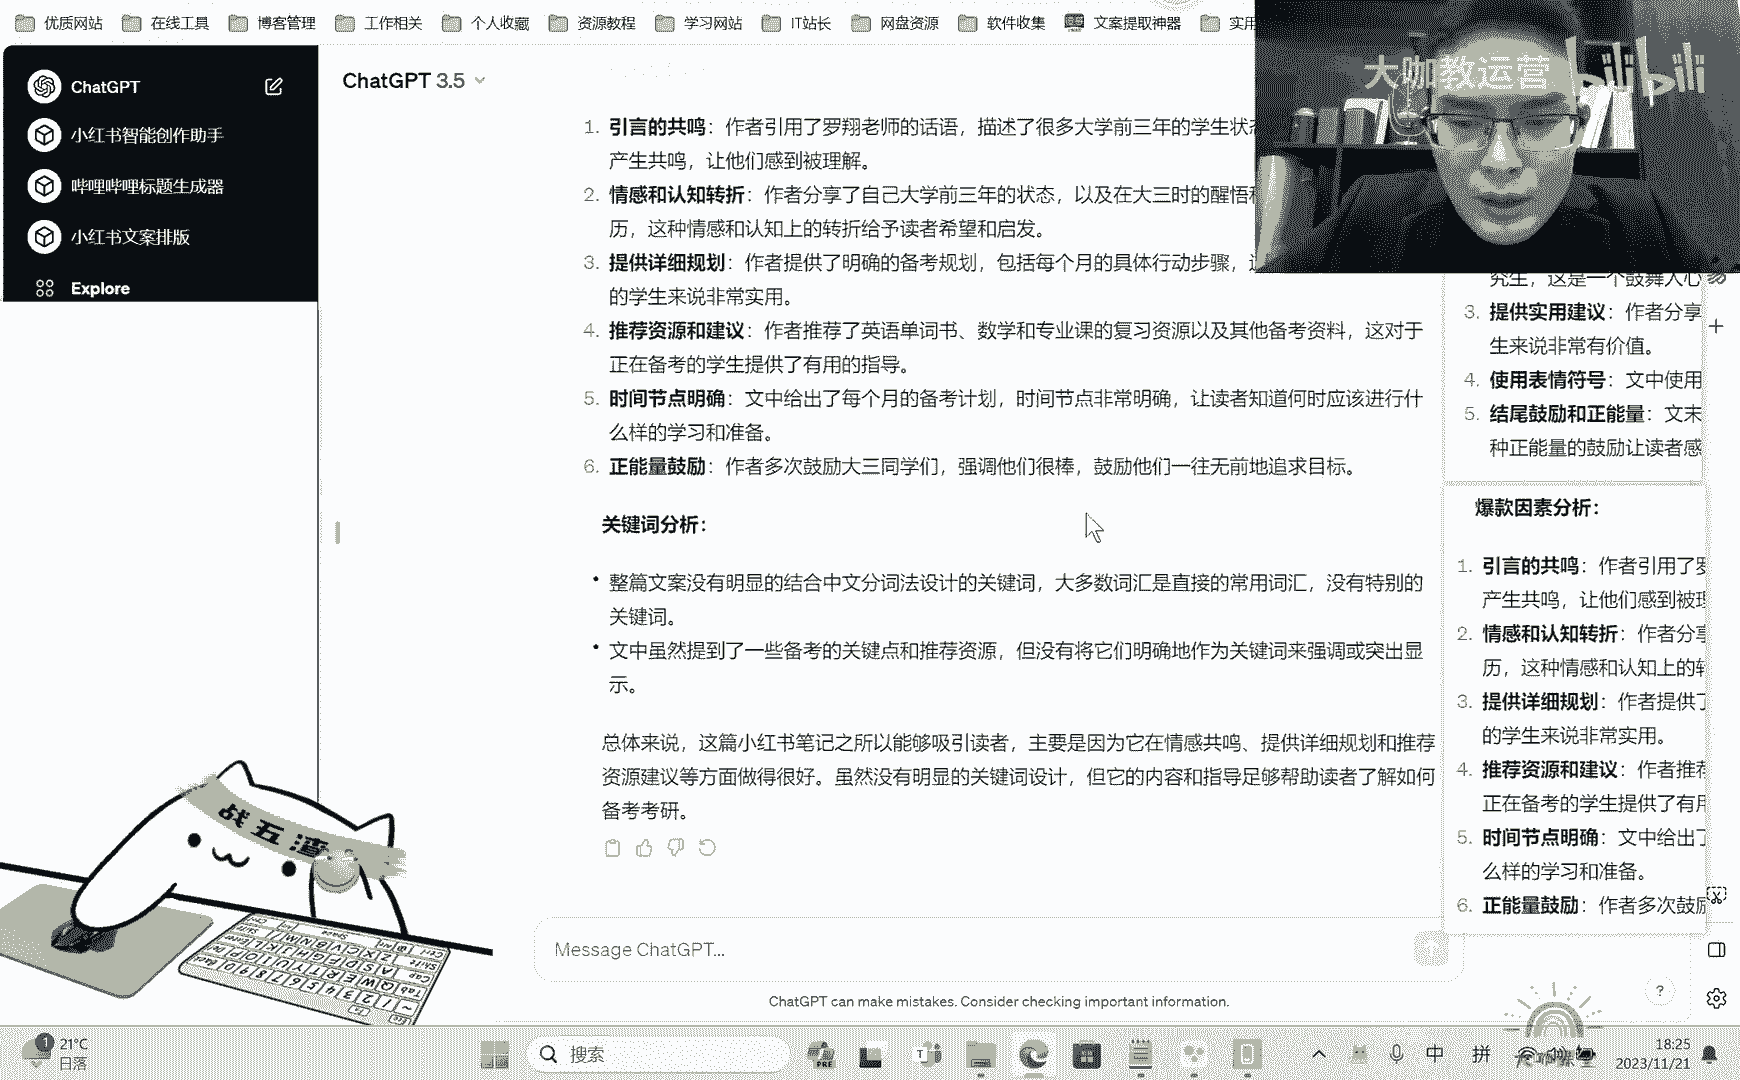 优质网站 在线工具 博客管理 工作相关 个人收藏 资源教程 学习网站 IT站长 网盘资源 软件收集 文案提取神器 实用
大咖教运营 bilibili
ChatGPT
小红书智能创作助手
哔哩哔哩标题生成器
小红书文案排版
Explore
ChatGPT 3.5
1. 引言的共鸣：作者引用了罗翔老师的话语，描述了很多大学前三年的学生状态
产生共鸣，让他们感到被理解。
2. 情感和认知转折：作者分享了自己大学前三年的状态，以及在大三时的醒悟和
历，这种情感和认知上的转折给予读者希望和启发。
3. 提供详细规划：作者提供了明确的备考规划，包括每个月的具体行动步骤，这
的学生来说非常实用。
4. 推荐资源和建议：作者推荐了英语单词书、数学和专业课的复习资源以及其他备考资料，这对于
正在备考的学生提供了有用的指导。
5. 时间节点明确：文中给出了每个月的备考计划，时间节点非常明确，让读者知道何时应该进行什
么样的学习和准备。
6. 正能量鼓励：作者多次鼓励大三同学们，强调他们很棒，鼓励他们一往无前地追求目标。
关键词分析：
• 整篇文案没有明显的结合中文分词法设计的关键词，大多数词汇是直接的常用词汇，没有特别的
关键词。
• 文中虽然提到了一些备考的关键点和推荐资源，但没有将它们明确地作为关键词来强调或突出显
示。
总体来说，这篇小红书笔记之所以能够吸引读者，主要是因为它在情感共鸣、提供详细规划和推荐
资源建议等方面做得很好。虽然没有明显的关键词设计，但它的内容和指导足够帮助读者了解如何
备考考研。
Message ChatGPT...
ChatGPT can make mistakes. Consider checking important information.
究生，这是一个鼓舞人心
3. 提供实用建议：作者分享
生来说非常有价值。
4. 使用表情符号：文中使用
5. 结尾鼓励和正能量：文末
种正能量的鼓励让读者感
爆款因素分析：
1. 引言的共鸣：作者引用了罗
产生共鸣，让他们感到被理
2. 情感和认知转折：作者分享
历，这种情感和认知上的转
3. 提供详细规划：作者提供了
的学生来说非常实用。
4. 推荐资源和建议：作者推荐
正在备考的学生提供了有用
5. 时间节点明确：文中给出了
么样的学习和准备。
6. 正能量鼓励：作者多次鼓励
?
战五渣
1
21°C
日落
搜索
PRE
中 拼
18:25
2023/11/21